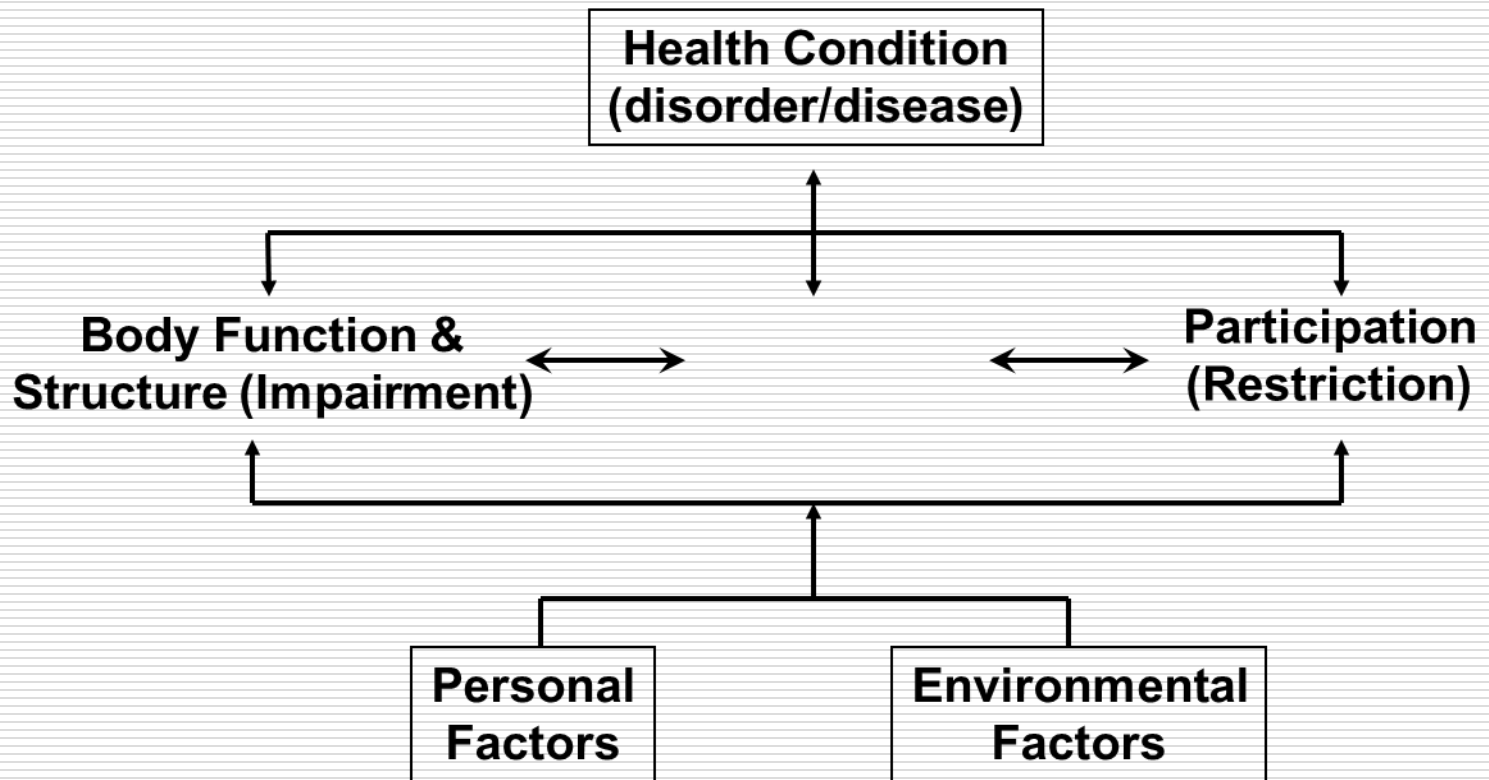 Health Condition
(disorder/disease)
Body Function &
Structure (Impairment)
Participation
(Restriction)
Personal
Factors
Environmental
Factors